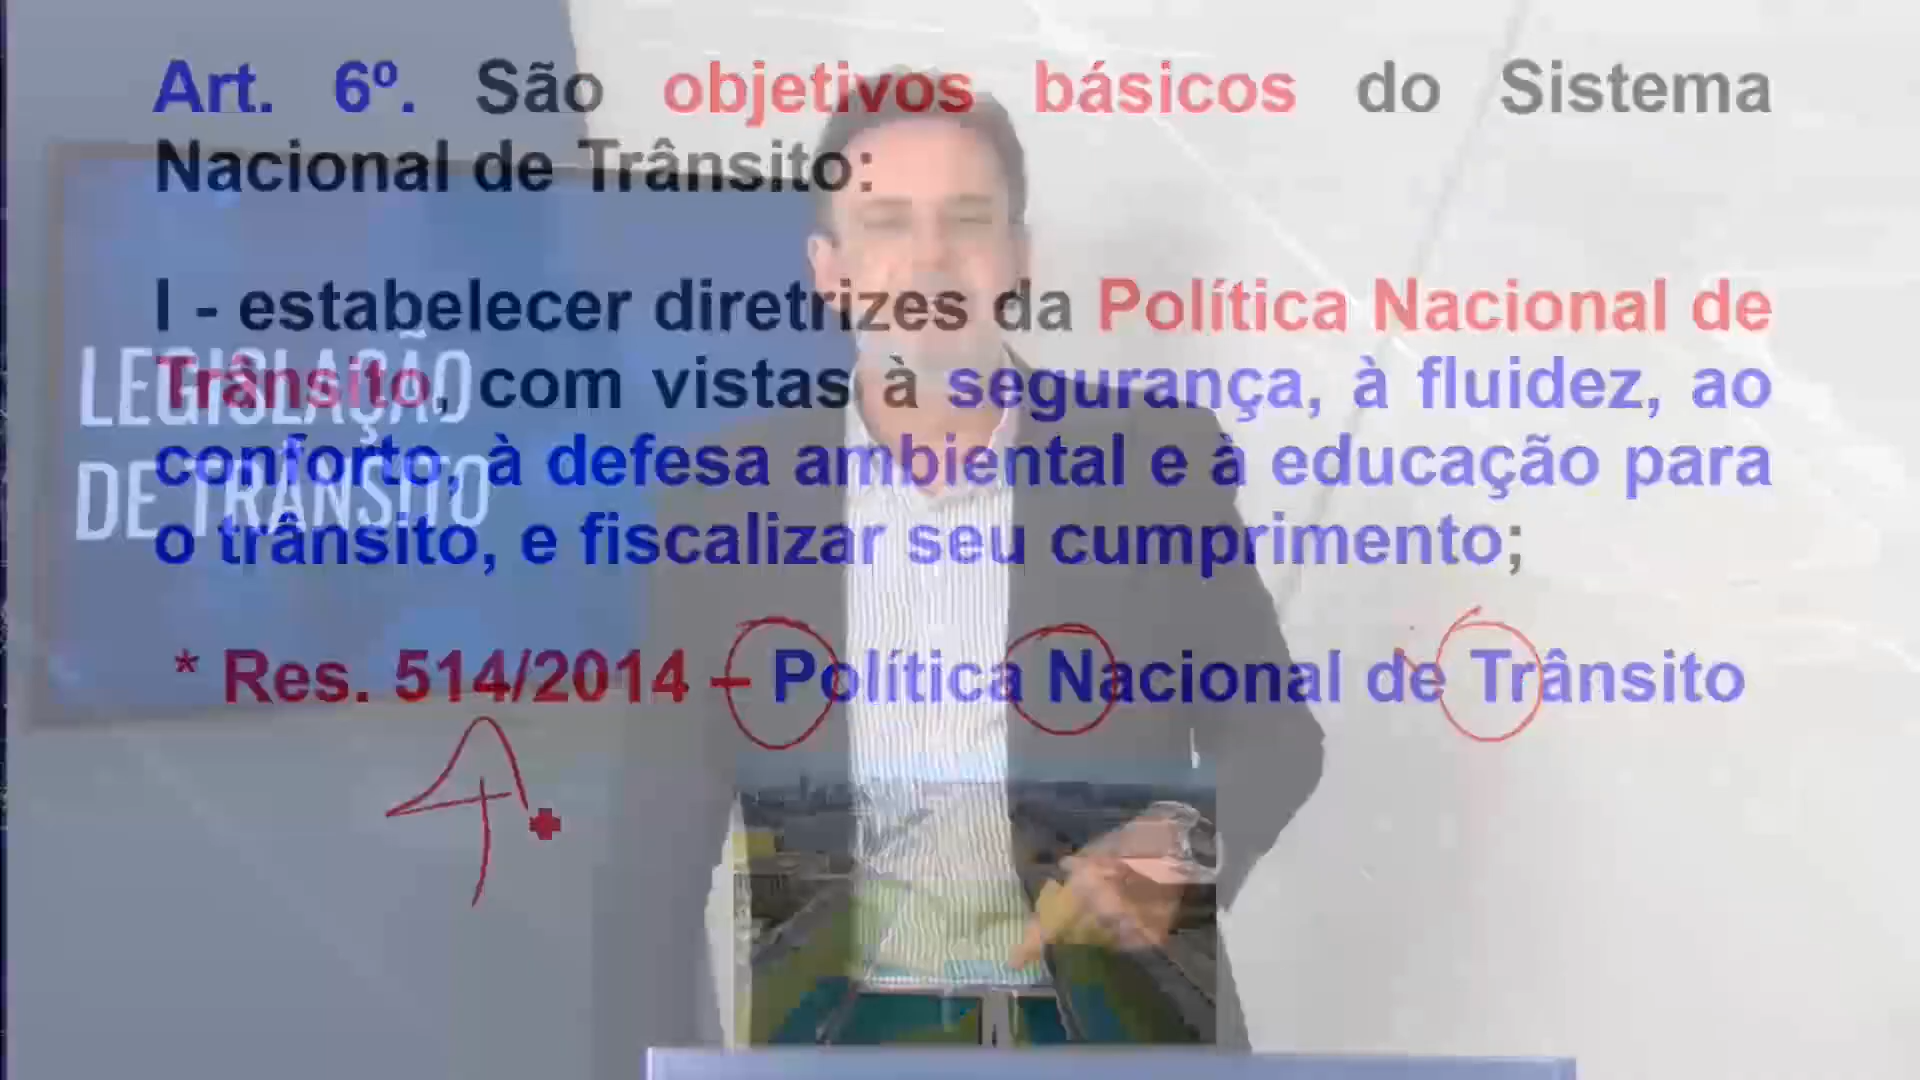 Art. 6º. São objetivos básicos do Sistema
Nacional de Trânsito:
I - estabelecer diretrizes da Política Nacional de
Trânsito, com vistas à segurança, à fluidez, ao
conforto, à defesa ambiental e à educação para
o trânsito, e fiscalizar seu cumprimento;
* Res. 514/2014 – Política Nacional de Trânsito
LEGISLAÇÃO
DE TRÂNSITO